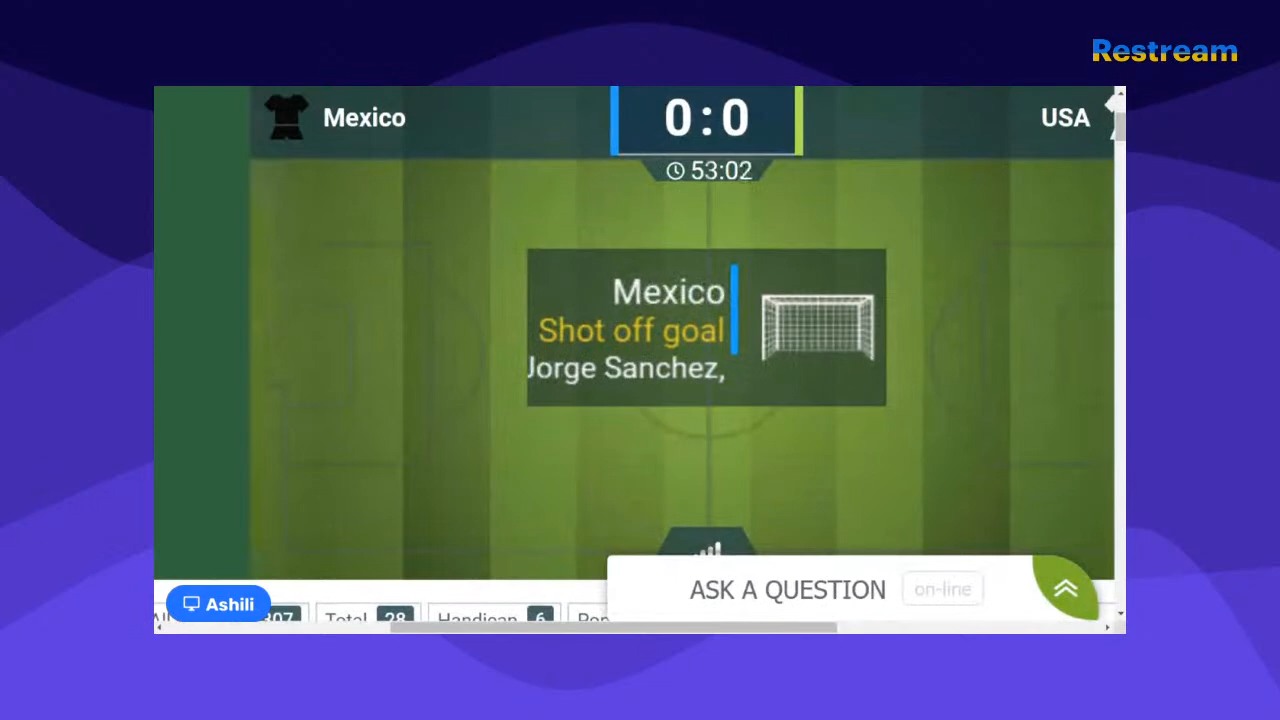 Restream
Mexico
0:0
USA
53:02
Mexico
Shot off goal
Jorge Sanchez,
ASK A QUESTION
on-line
Ashili
Total 28
Handicap 6